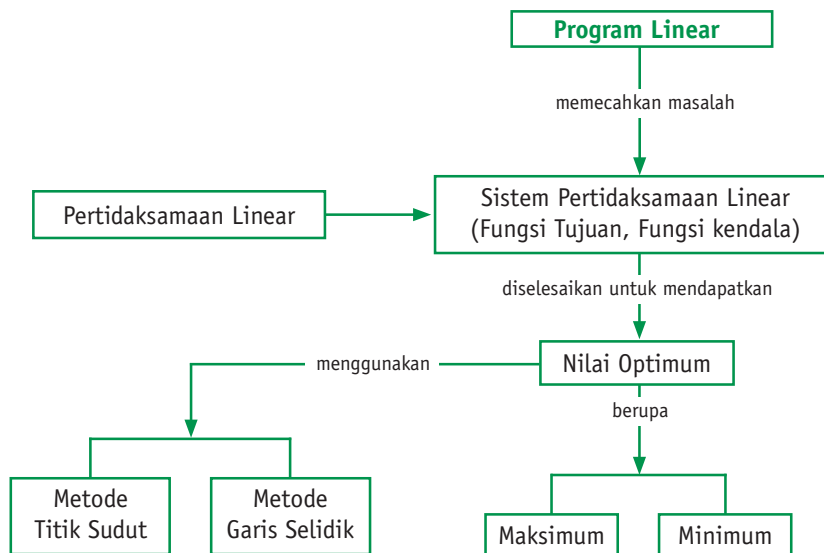 Program Linear
memecahkan masalah
Pertidaksamaan Linear
Sistem Pertidaksamaan Linear
(Fungsi Tujuan, Fungsi kendala)
diselesaikan untuk mendapatkan
menggunakan
Nilai Optimum
berupa
Metode
Titik Sudut
Metode
Garis Selidik
Maksimum
Minimum